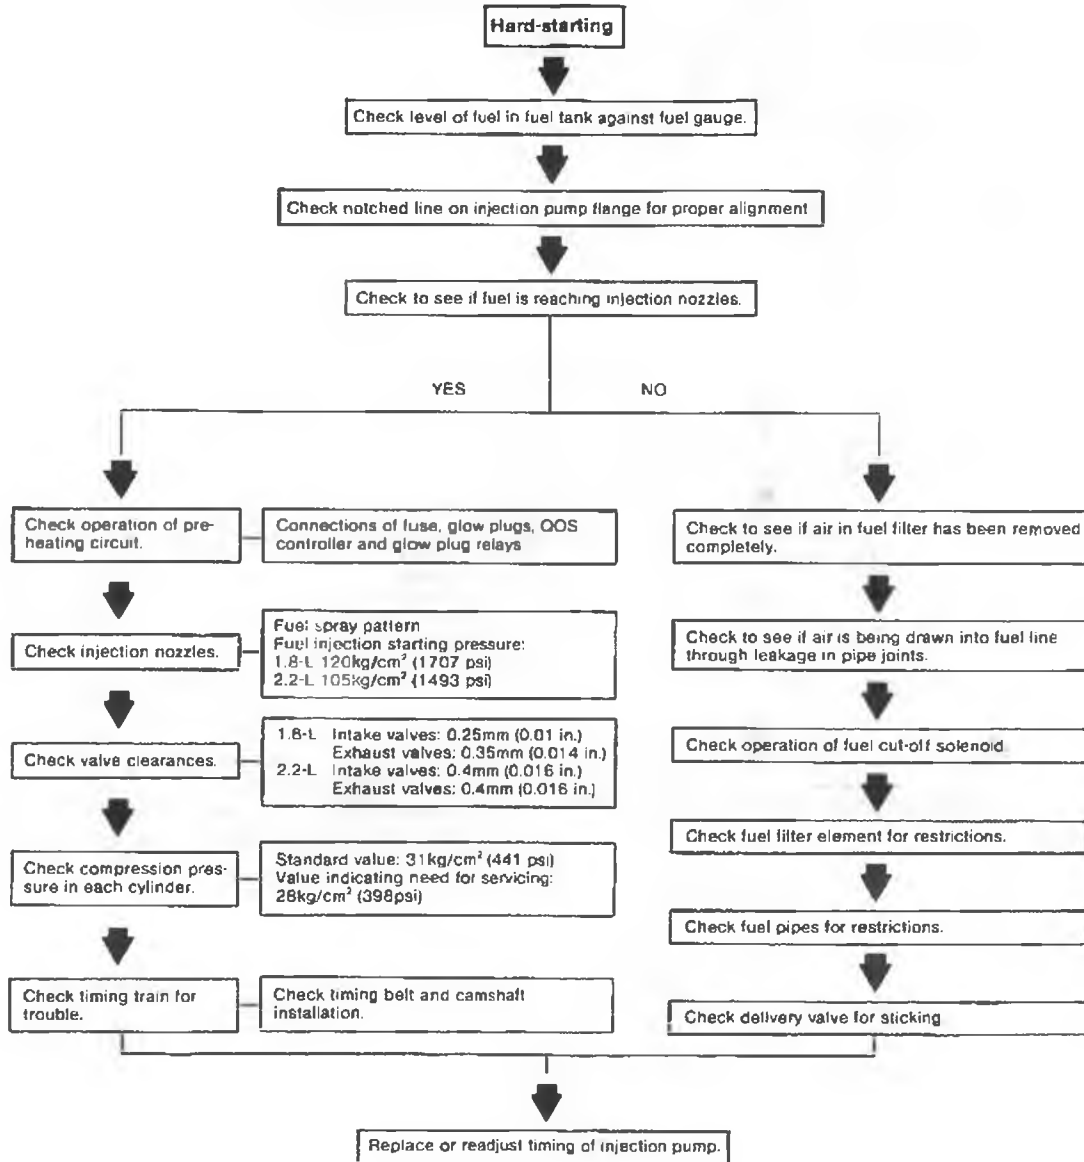 Hard-starting
Check level of fuel in fuel tank against fuel gauge.
Check notched line on injection pump flange for proper alignment
Check to see if fuel is reaching injection nozzles.
YES
NO
Check operation of pre-
heating circuit.
Connections of fuse, glow plugs, QOS
controller and glow plug relays
Check injection nozzles.
Fuel spray pattern
Fuel injection starting pressure:
1.8-L 120kg/cm² (1707 psi)
2.2-L 105kg/cm² (1493 psi)
Check valve clearances.
1.8-L Intake valves: 0.25mm (0.01 in.)
Exhaust valves: 0.35mm (0.014 in.)
2.2-L Intake valves: 0.4mm (0.016 in.)
Exhaust valves: 0.4mm (0.016 in.)
Check compression pres-
sure in each cylinder.
Standard value: 31kg/cm² (441 psi)
Value indicating need for servicing:
28kg/cm² (398psi)
Check timing train for
trouble.
Check timing belt and camshaft
installation.
Check to see if air in fuel filter has been removed
completely.
Check to see if air is being drawn into fuel line
through leakage in pipe joints.
Check operation of fuel cut-off solenoid
Check fuel filter element for restrictions.
Check fuel pipes for restrictions.
Check delivery valve for sticking
Replace or readjust timing of injection pump.